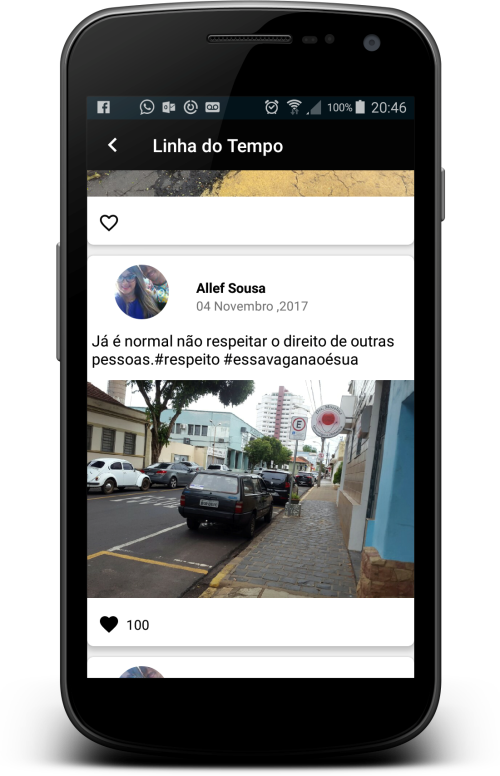 100% 20:46
Linha do Tempo
Allef Sousa
04 Novembro ,2017
Já é normal não respeitar o direito de outras
pessoas.#respeito #essavaganaoésua
E
100